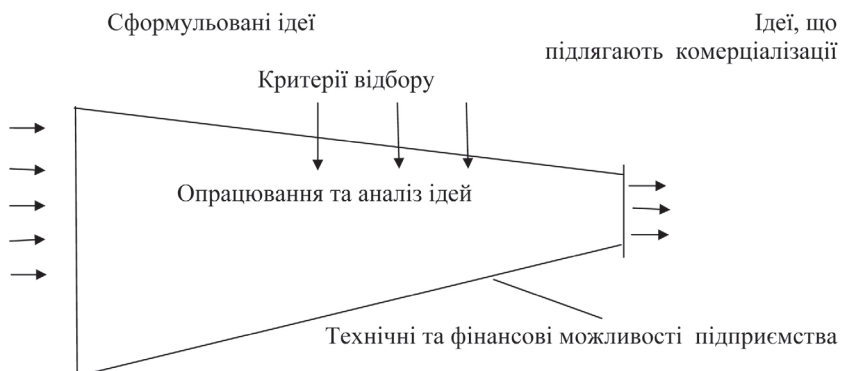 Сформульовані ідеї
Ідеї, що
підлягають комерціалізації
Критерії відбору
Опрацювання та аналіз ідей
Технічні та фінансові можливості підприємства